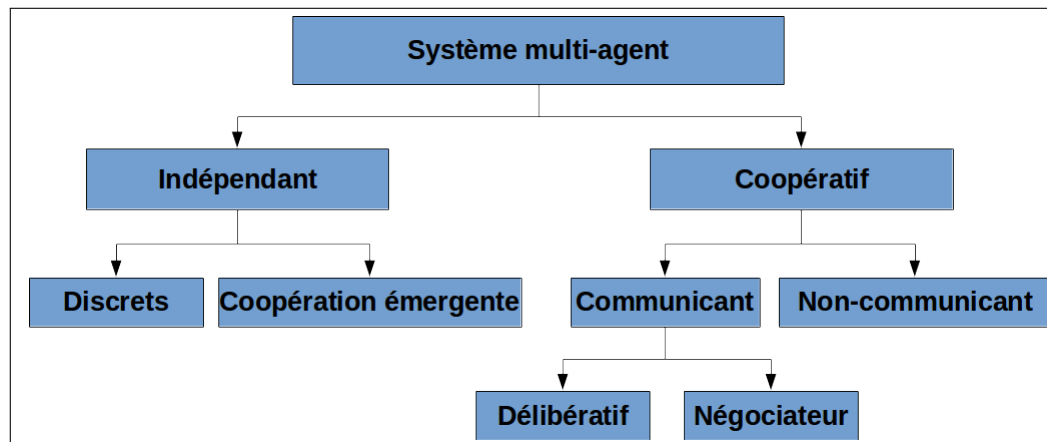 Système multi-agent
Indépendant
Coopératif
Discrets
Coopération émergente
Communicant
Non-communicant
Délibératif
Négociateur